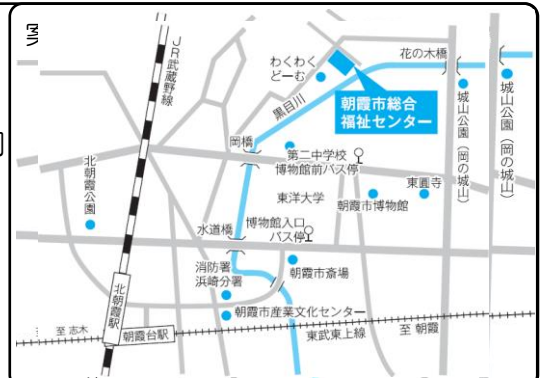 JR武蔵野線
わくわく
どーむ
花の木橋
黒目川
朝霞市総合
福祉センター
城山公園(岡の城山)
城山公園(岡の城山)
岡橋
第二中学校
博物館前バス停
北朝霞公園
東洋大学
東圓寺
朝霞市博物館
水道橋
博物館入口
バス停
消防署
浜崎分署
朝霞市斎場
北朝霞駅
朝霞市産業文化センター
至 志木
朝霞台駅
東武東上線
至 朝霞